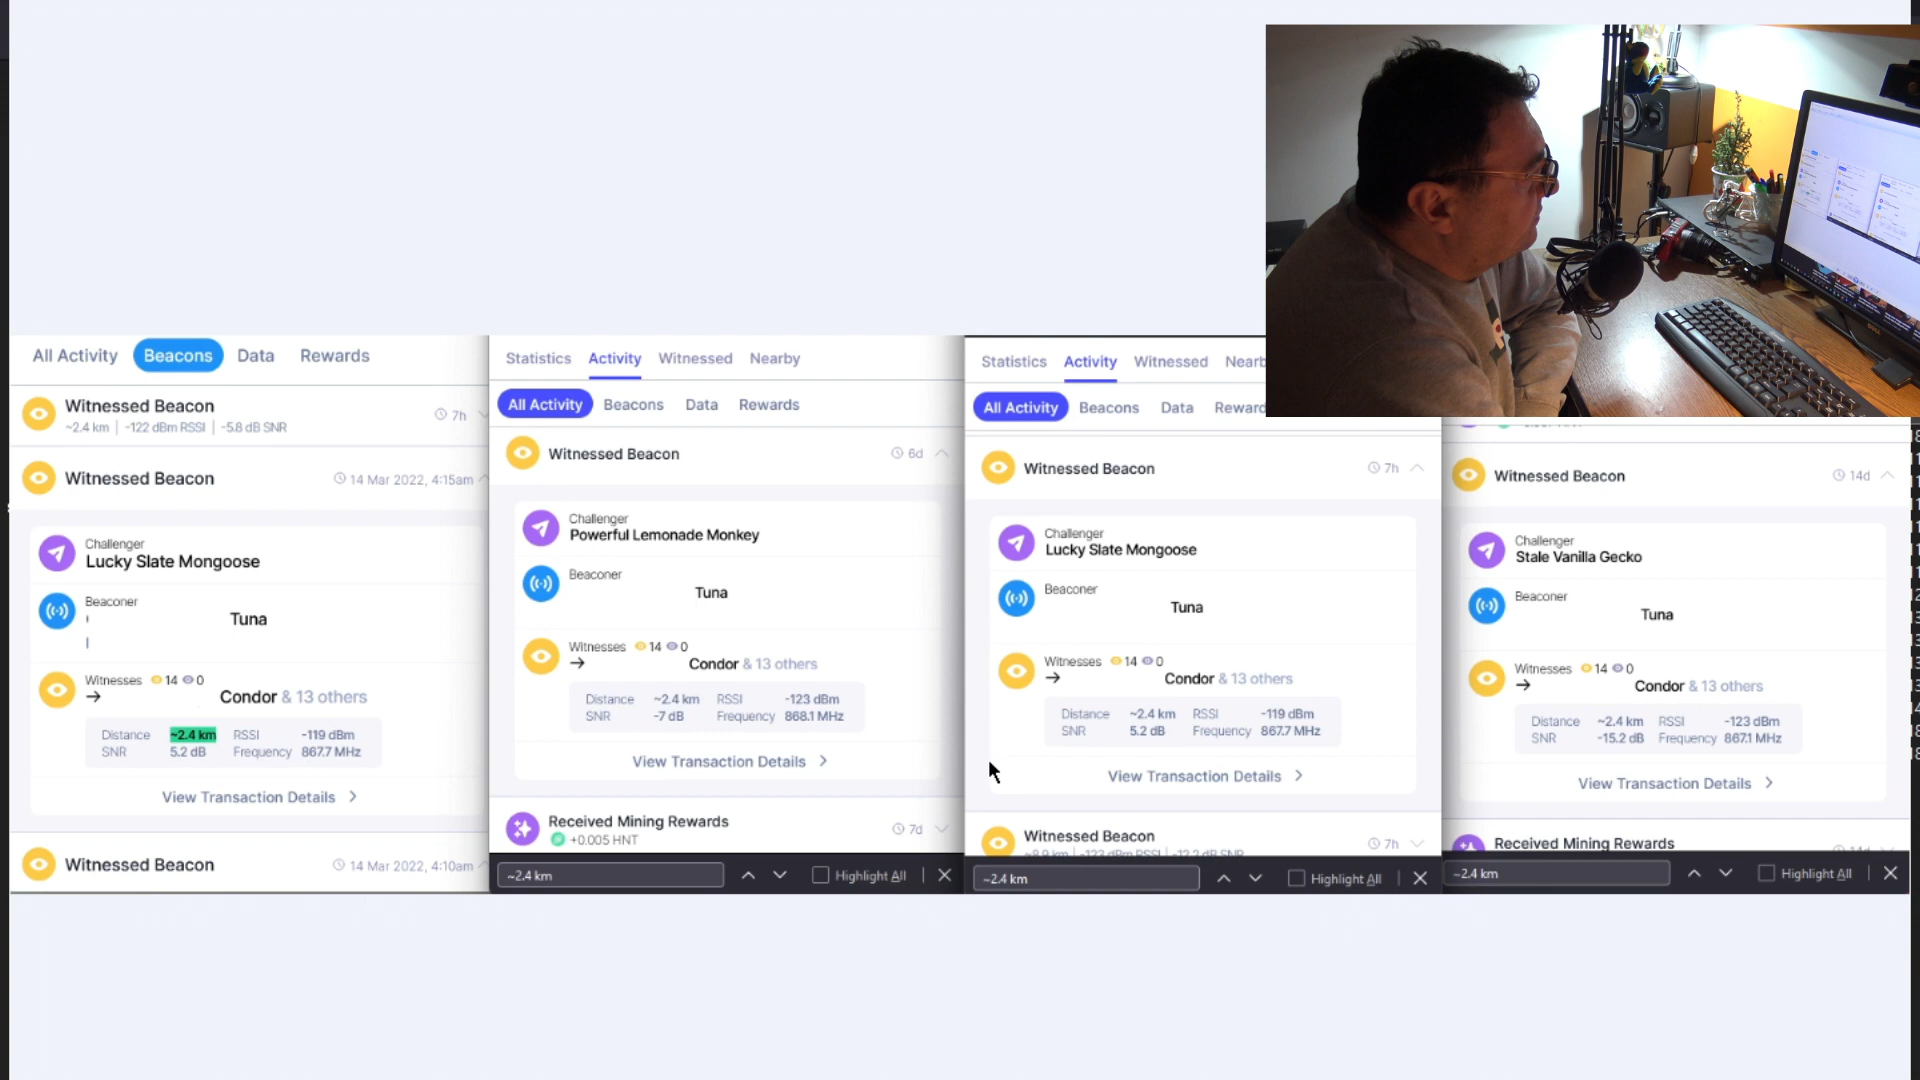 All Activity Beacons Data Rewards
Witnessed Beacon
~2.4 km | -122 dBm RSSI | -5.8 dB SNR
7h
Witnessed Beacon
14 Mar 2022, 4:15am
Challenger
Lucky Slate Mongoose
Beaconer
Tuna
Witnesses 14 0
→ Condor & 13 others
Distance ~2.4 km RSSI -119 dBm
SNR 5.2 dB Frequency 867.7 MHz
View Transaction Details >
Witnessed Beacon
14 Mar 2022, 4:10am
Statistics Activity Witnessed Nearby
All Activity Beacons Data Rewards
Witnessed Beacon
6d
Challenger
Powerful Lemonade Monkey
Beaconer
Tuna
Witnesses 14 0
→ Condor & 13 others
Distance ~2.4 km RSSI -123 dBm
SNR -7 dB Frequency 868.1 MHz
View Transaction Details >
Received Mining Rewards
+0.005 HNT
7d
~2.4 km Highlight All
Statistics Activity Witnessed Nearb
All Activity Beacons Data Reward
Witnessed Beacon
7h
Challenger
Lucky Slate Mongoose
Beaconer
Tuna
Witnesses 14 0
→ Condor & 13 others
Distance ~2.4 km RSSI -119 dBm
SNR 5.2 dB Frequency 867.7 MHz
View Transaction Details >
Witnessed Beacon
7h
~2.4 km Highlight All
Witnessed Beacon
14d
Challenger
Stale Vanilla Gecko
Beaconer
Tuna
Witnesses 14 0
→ Condor & 13 others
Distance ~2.4 km RSSI -123 dBm
SNR -15.2 dB Frequency 867.1 MHz
View Transaction Details >
Received Mining Rewards
~2.4 km Highlight All